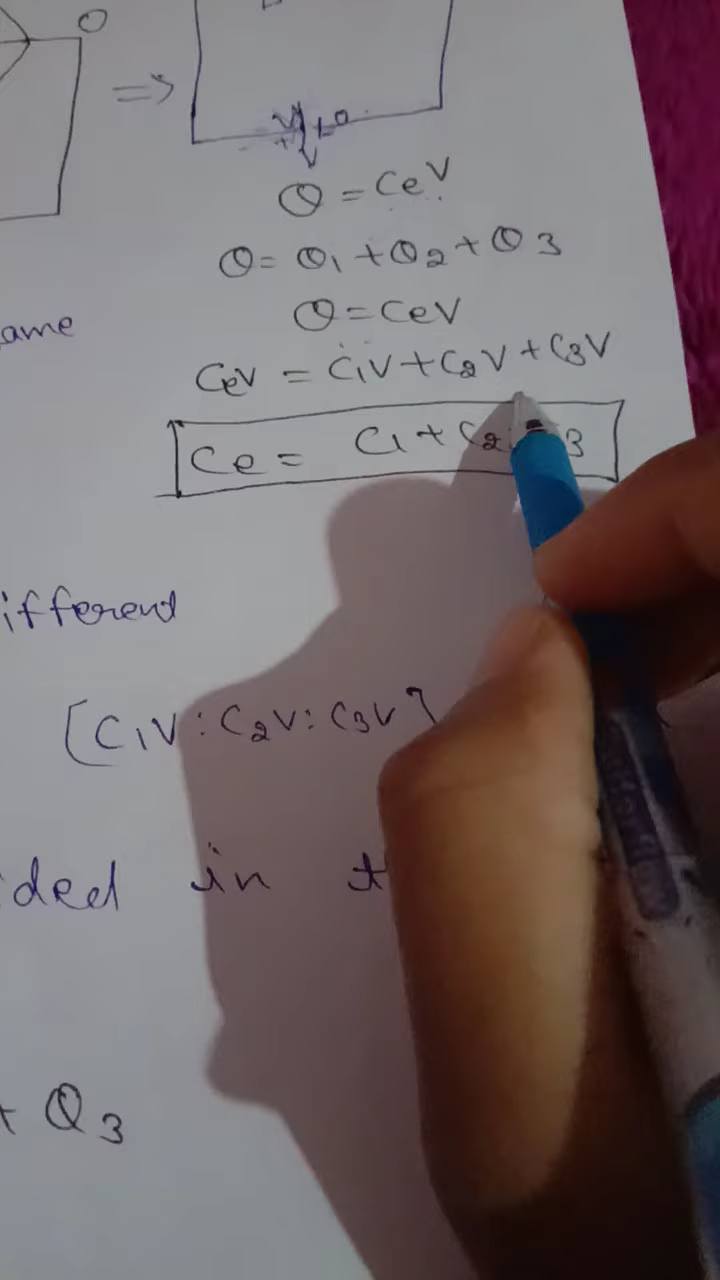 O
⇒
V
+Q
V
Q = CeV
Q = Q1 + Q2 + Q3
Q = CeV
ame
CeV = C1V + C2V + C3V
Ce = C1 + C2 3
ifferent
[C1V : C2V : C3V]
ded in t
+ Q3